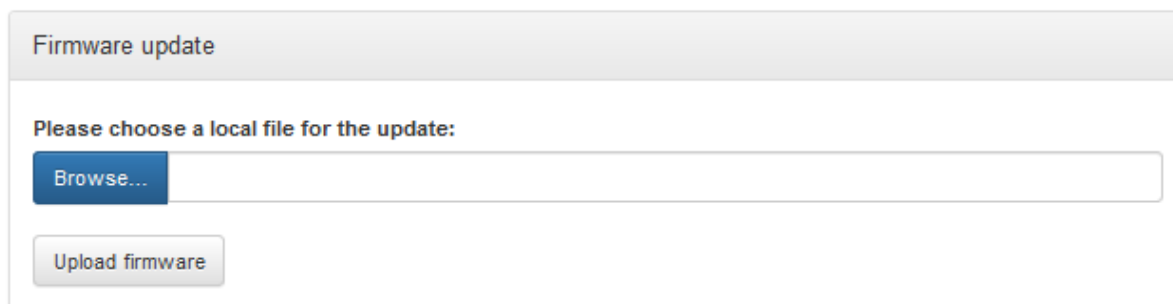 Firmware update
Please choose a local file for the update:
Browse...
Upload firmware